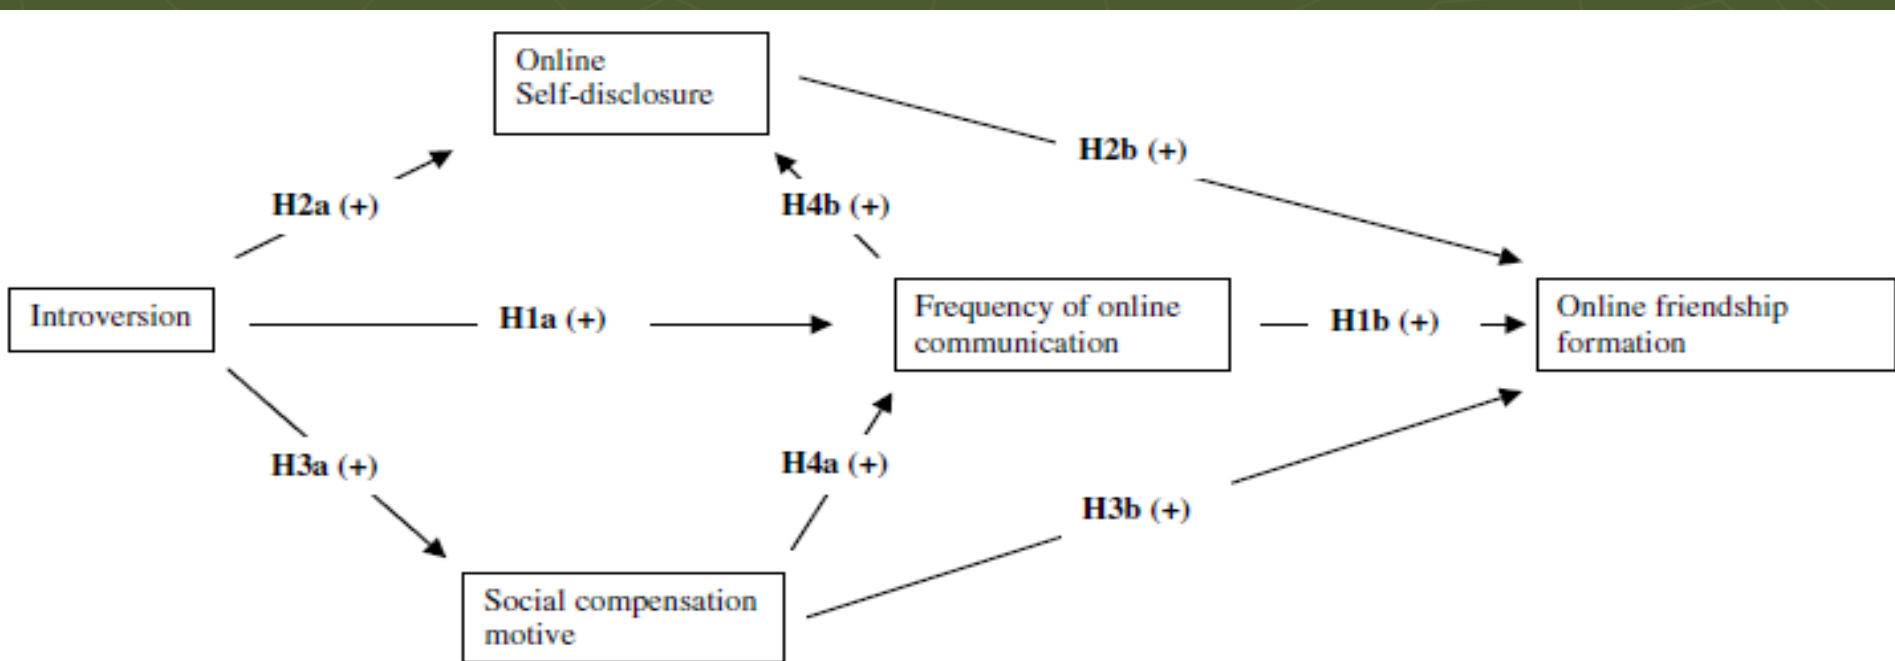 Online
Self-disclosure
H2b (+)
H2a (+)
H4b (+)
Introversion
H1a (+)
Frequency of online
communication
H1b (+)
Online friendship
formation
H3a (+)
H4a (+)
H3b (+)
Social compensation
motive